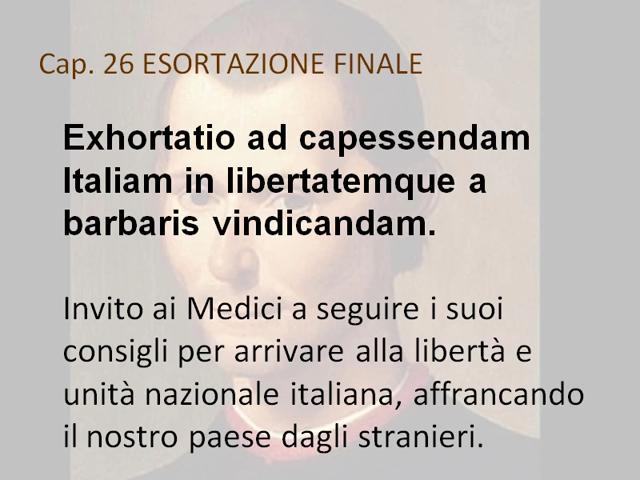 Cap. 26 ESORTAZIONE FINALE
Exhortatio ad capessendam
Italiam in libertatemque a
barbaris vindicandam.
Invito ai Medici a seguire i suoi
consigli per arrivare alla libertà e
unità nazionale italiana, affrancando
il nostro paese dagli stranieri.